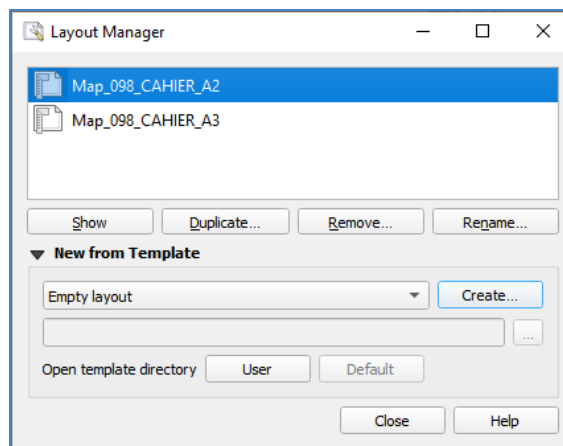 Layout Manager
Map_098_CAHIER_A2
Map_098_CAHIER_A3
Show Duplicate... Remove... Rename...
New from Template
Empty layout Create...
...
Open template directory User Default
Close Help